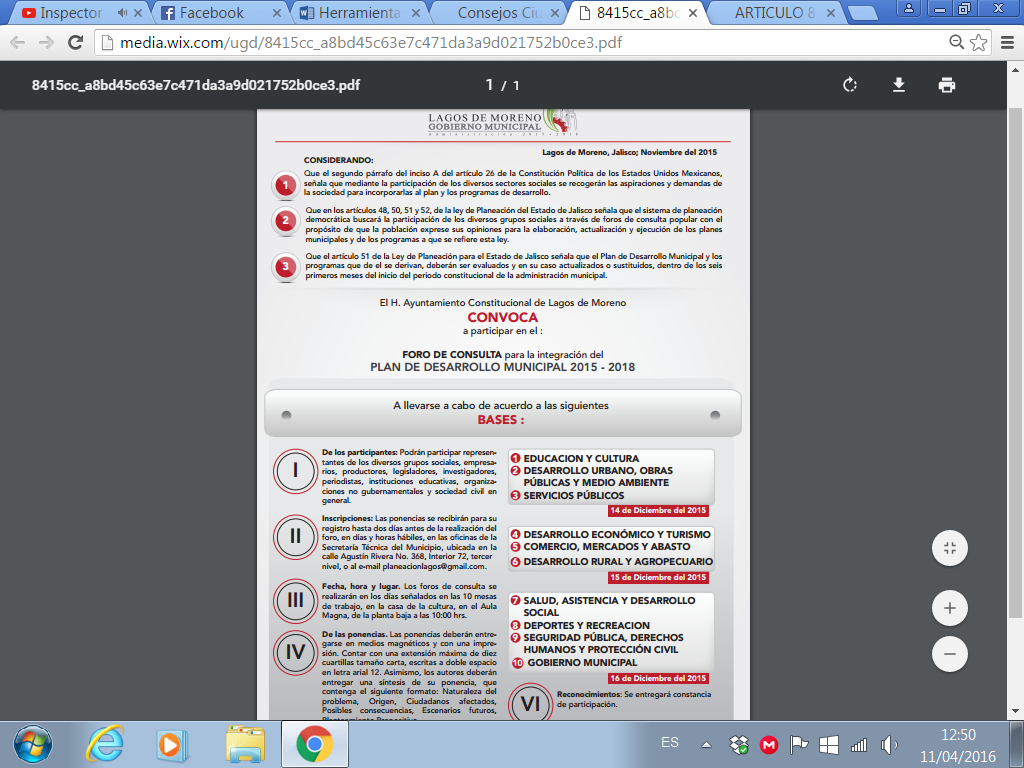 Inspector
Facebook
Herramienta
Consejos Ciu
8415cc_a8bc
ARTICULO 8
media.wix.com/ugd/8415cc_a8bd45c63e7c471da3a9d021752b0ce3.pdf
8415cc_a8bd45c63e7c471da3a9d021752b0ce3.pdf
1 / 1
LAGOS DE MORENO
GOBIERNO MUNICIPAL
Lagos de Moreno, Jalisco; Noviembre del 2015
CONSIDERANDO:
1
Que el segundo párrafo del inciso A del artículo 26 de la Constitución Política de los Estados Unidos Mexicanos,
señala que mediante la participación de los diversos sectores sociales se recogerán las aspiraciones y demandas de
la sociedad para incorporarlas al plan y los programas de desarrollo.
2
Que en los artículos 48, 50, 51 y 52, de la ley de Planeación del Estado de Jalisco señala que el sistema de planeación
democrática buscará la participación de los diversos grupos sociales a través de foros de consulta popular con el
propósito de que la población exprese sus opiniones para la elaboración, actualización y ejecución de los planes
municipales y de los programas a que se refiere esta ley.
3
Que el artículo 51 de la Ley de Planeación para el Estado de Jalisco señala que el Plan de Desarrollo Municipal y los
programas que de el se derivan, deberán ser evaluados y en su caso actualizados o sustituidos, dentro de los seis
primeros meses del inicio del periodo constitucional de la administración municipal.
El H. Ayuntamiento Constitucional de Lagos de Moreno
CONVOCA
a participar en el :
FORO DE CONSULTA para la integración del
PLAN DE DESARROLLO MUNICIPAL 2015 - 2018
A llevarse a cabo de acuerdo a las siguientes
BASES :
I
De los participantes: Podrán participar represen-
tantes de los diversos grupos sociales, empresa-
rios, productores, legisladores, investigadores,
periodistas, instituciones educativas, organiza-
ciones no gubernamentales y sociedad civil en
general.
II
Inscripciones: Las ponencias se recibirán para su
registro hasta dos días antes de la realización del
foro, en días y horas hábiles, en las oficinas de la
Secretaría Técnica del Municipio, ubicada en la
calle Agustín Rivera No. 368, Interior 72, tercer
nivel, o al e-mail planeacionlagos@gmail.com.
III
Fecha, hora y lugar. Los foros de consulta se
realizarán en los días señalados en las 10 mesas
de trabajo, en la casa de la cultura, en el Aula
Magna, de la planta baja a las 10:00 hrs.
IV
De las ponencias. Las ponencias deberán entre-
garse en medios magnéticos y con una impre-
sión. Contar con una extensión máxima de diez
cuartillas tamaño carta, escritas a doble espacio
en letra arial 12. Asimismo, los autores deberán
entregar una síntesis de su ponencia, que
contenga el siguiente formato: Naturaleza del
problema, Origen, Ciudadanos afectados,
Posibles consecuencias, Escenarios futuros,
1 EDUCACION Y CULTURA
2 DESARROLLO URBANO, OBRAS
PÚBLICAS Y MEDIO AMBIENTE
3 SERVICIOS PÚBLICOS
14 de Diciembre del 2015
4 DESARROLLO ECONÓMICO Y TURISMO
5 COMERCIO, MERCADOS Y ABASTO
6 DESARROLLO RURAL Y AGROPECUARIO
15 de Diciembre del 2015
7 SALUD, ASISTENCIA Y DESARROLLO
SOCIAL
8 DEPORTES Y RECREACION
9 SEGURIDAD PÚBLICA, DERECHOS
HUMANOS Y PROTECCIÓN CIVIL
10 GOBIERNO MUNICIPAL
16 de Diciembre del 2015
VI
Reconocimientos: Se entregará constancia
de participación.
ES
12:50
11/04/2016